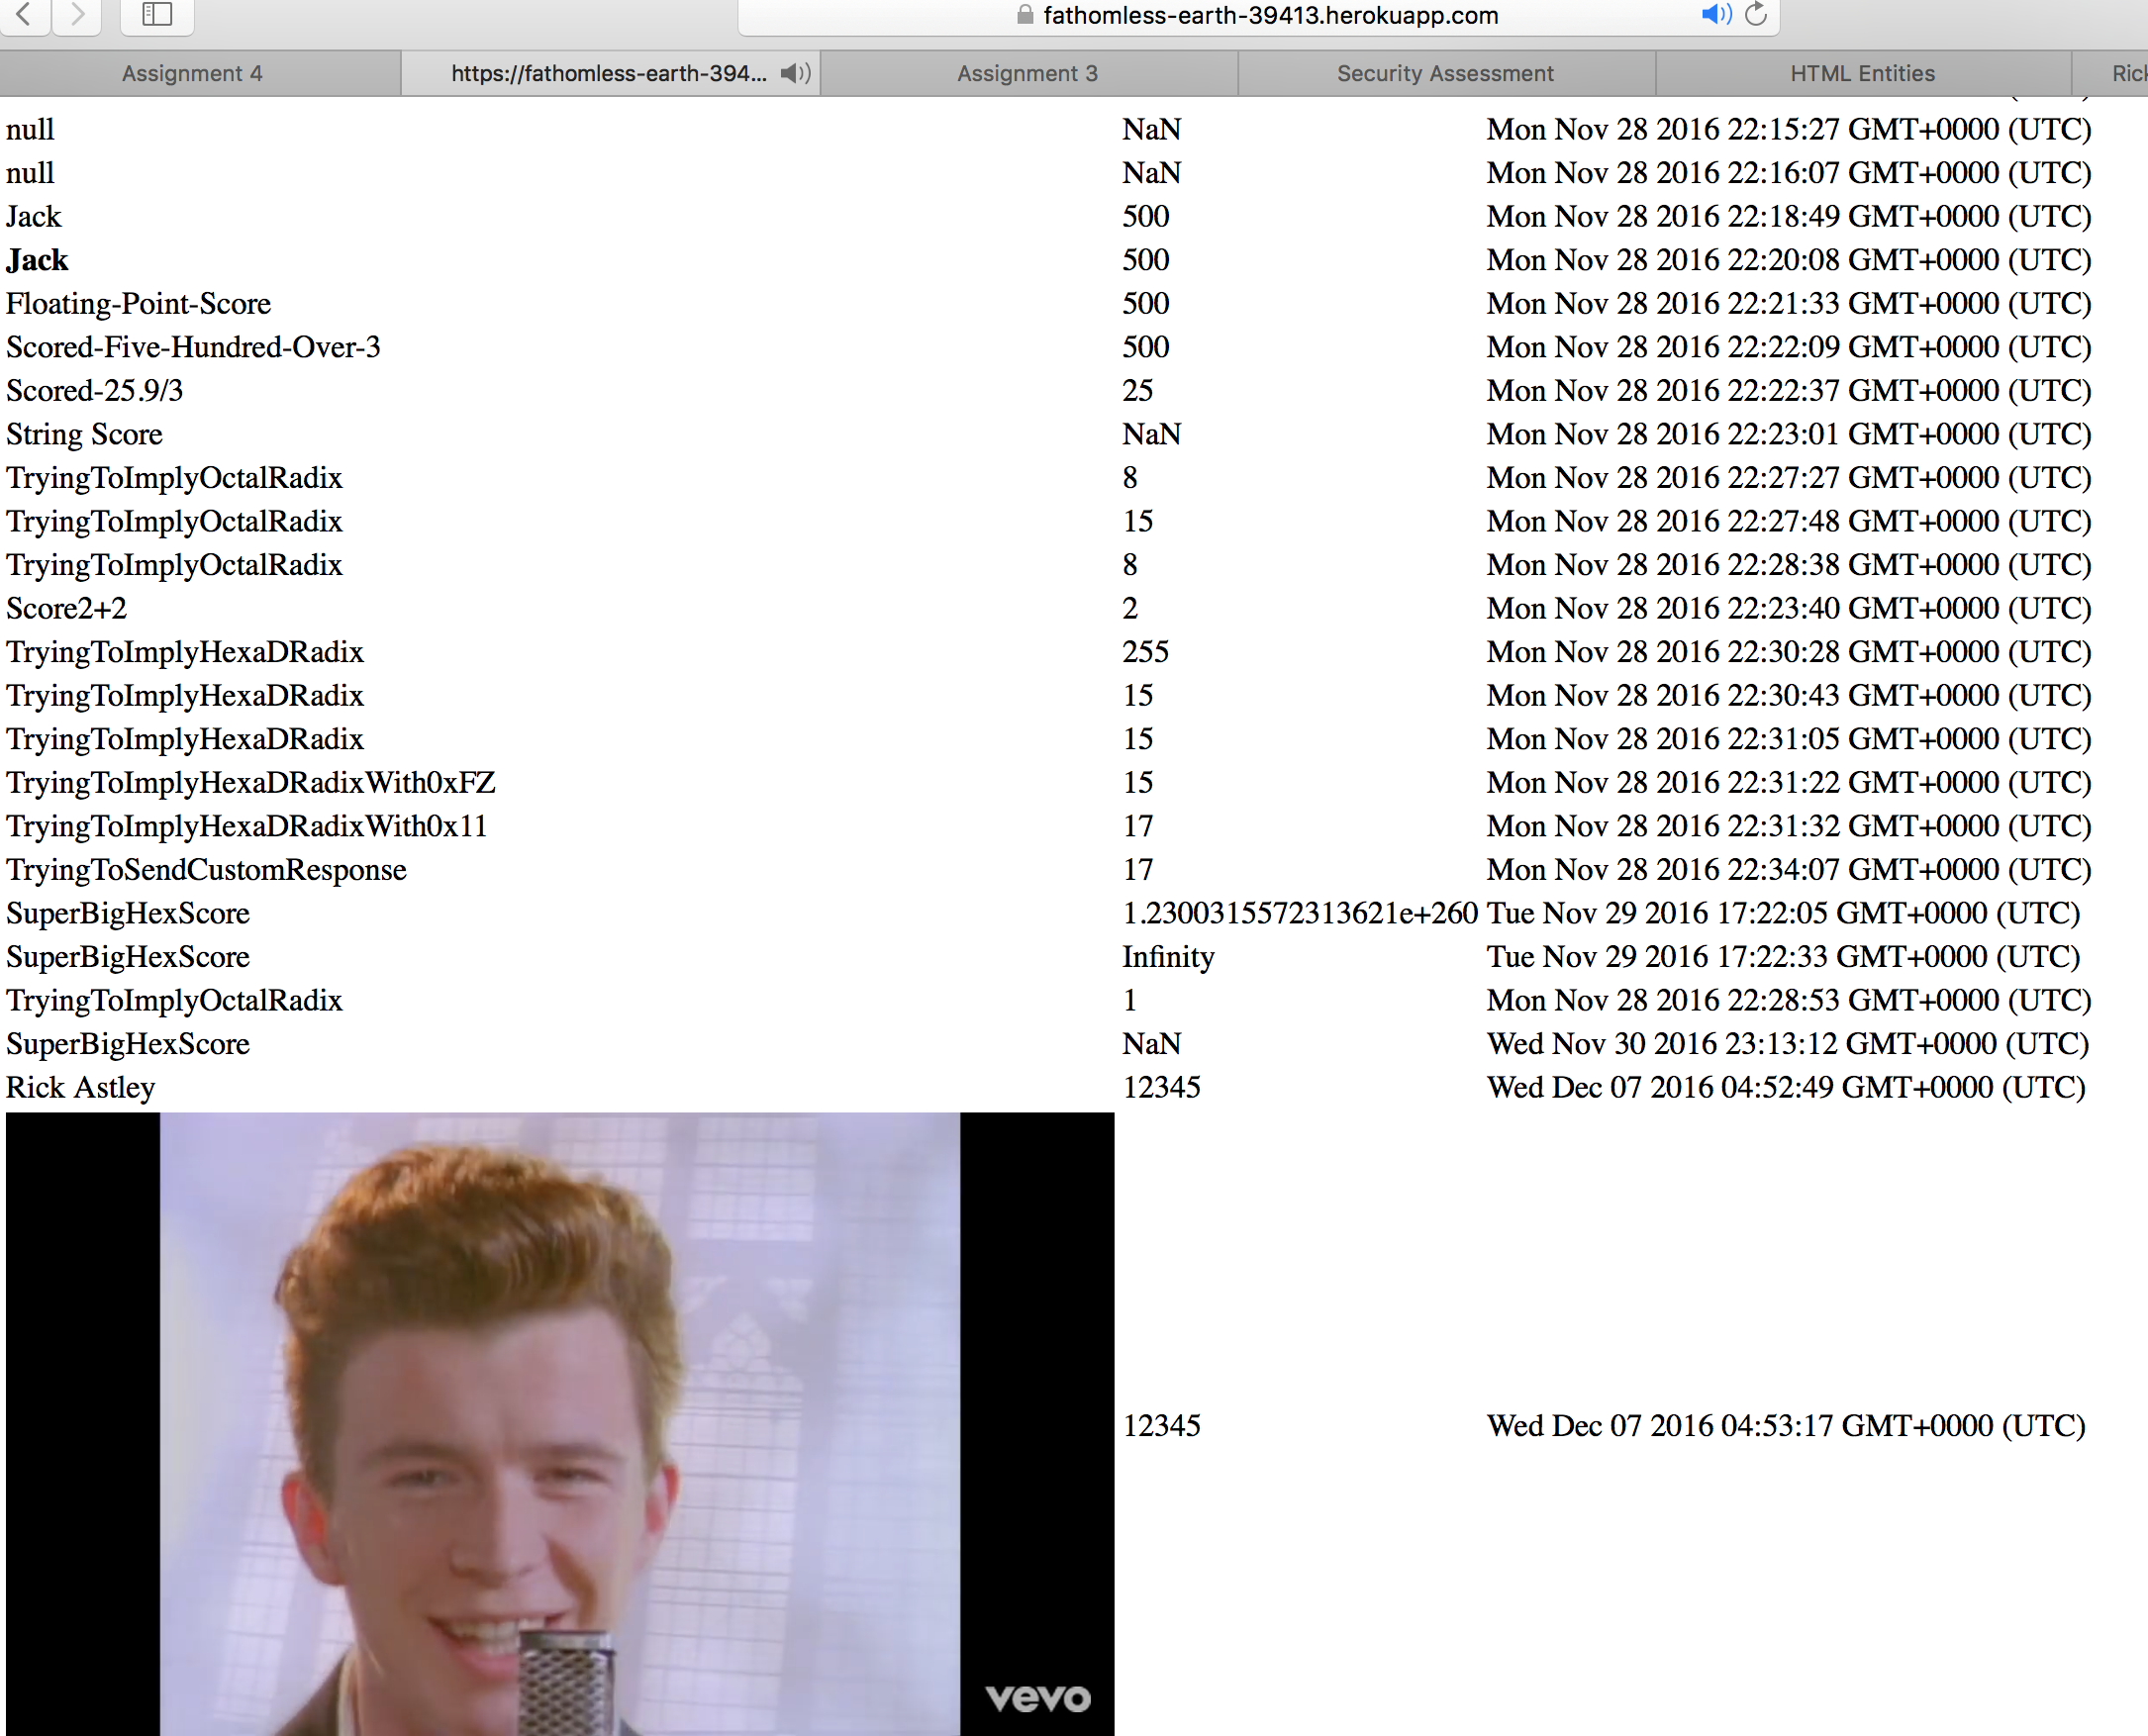 fathomless-earth-39413.herokuapp.com
Assignment 4 https://fathomless-earth-394... Assignment 3 Security Assessment HTML Entities Rick
null NaN Mon Nov 28 2016 22:15:27 GMT+0000 (UTC)
null NaN Mon Nov 28 2016 22:16:07 GMT+0000 (UTC)
Jack 500 Mon Nov 28 2016 22:18:49 GMT+0000 (UTC)
Jack 500 Mon Nov 28 2016 22:20:08 GMT+0000 (UTC)
Floating-Point-Score 500 Mon Nov 28 2016 22:21:33 GMT+0000 (UTC)
Scored-Five-Hundred-Over-3 500 Mon Nov 28 2016 22:22:09 GMT+0000 (UTC)
Scored-25.9/3 25 Mon Nov 28 2016 22:22:37 GMT+0000 (UTC)
String Score NaN Mon Nov 28 2016 22:23:01 GMT+0000 (UTC)
TryingToImplyOctalRadix 8 Mon Nov 28 2016 22:27:27 GMT+0000 (UTC)
TryingToImplyOctalRadix 15 Mon Nov 28 2016 22:27:48 GMT+0000 (UTC)
TryingToImplyOctalRadix 8 Mon Nov 28 2016 22:28:38 GMT+0000 (UTC)
Score2+2 2 Mon Nov 28 2016 22:23:40 GMT+0000 (UTC)
TryingToImplyHexaDRadix 255 Mon Nov 28 2016 22:30:28 GMT+0000 (UTC)
TryingToImplyHexaDRadix 15 Mon Nov 28 2016 22:30:43 GMT+0000 (UTC)
TryingToImplyHexaDRadix 15 Mon Nov 28 2016 22:31:05 GMT+0000 (UTC)
TryingToImplyHexaDRadixWith0xFZ 15 Mon Nov 28 2016 22:31:22 GMT+0000 (UTC)
TryingToImplyHexaDRadixWith0x11 17 Mon Nov 28 2016 22:31:32 GMT+0000 (UTC)
TryingToSendCustomResponse 17 Mon Nov 28 2016 22:34:07 GMT+0000 (UTC)
SuperBigHexScore 1.2300315572313621e+260 Tue Nov 29 2016 17:22:05 GMT+0000 (UTC)
SuperBigHexScore Infinity Tue Nov 29 2016 17:22:33 GMT+0000 (UTC)
TryingToImplyOctalRadix 1 Mon Nov 28 2016 22:28:53 GMT+0000 (UTC)
SuperBigHexScore NaN Wed Nov 30 2016 23:13:12 GMT+0000 (UTC)
Rick Astley 12345 Wed Dec 07 2016 04:52:49 GMT+0000 (UTC)
12345 Wed Dec 07 2016 04:53:17 GMT+0000 (UTC)
vevo